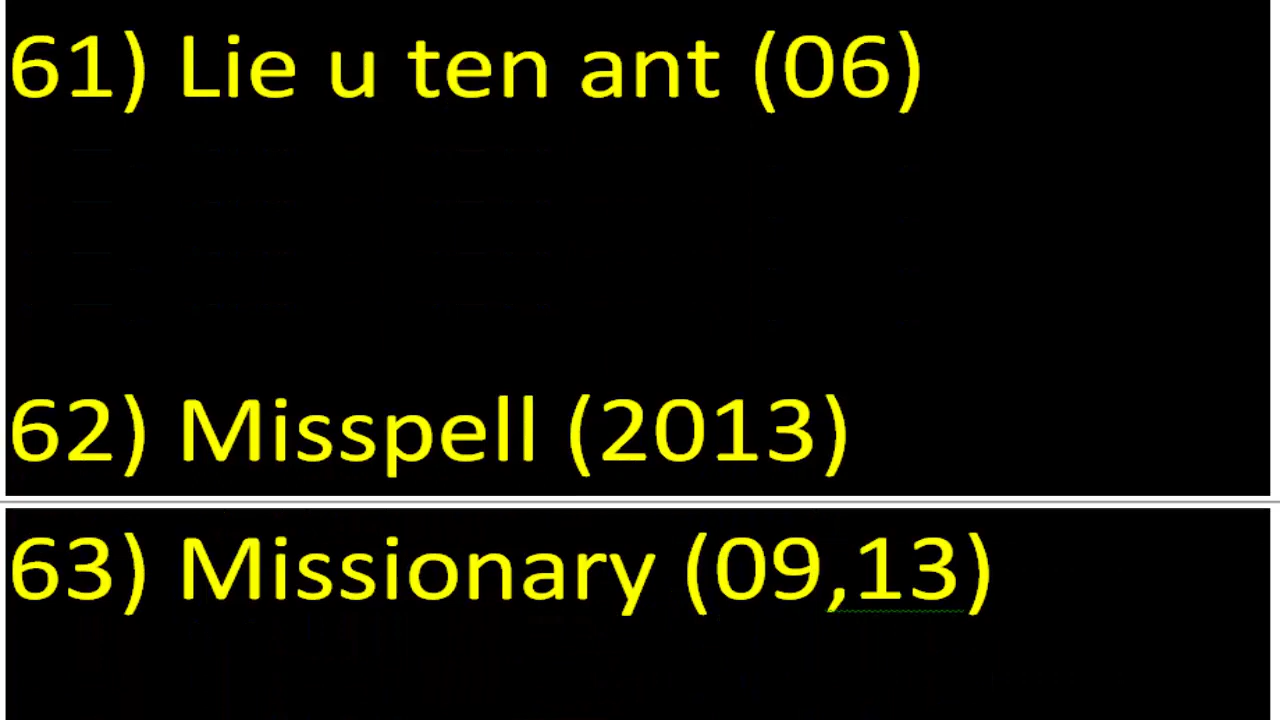 61) Lie u ten ant (06)
62) Misspell (2013)
63) Missionary (09,13)